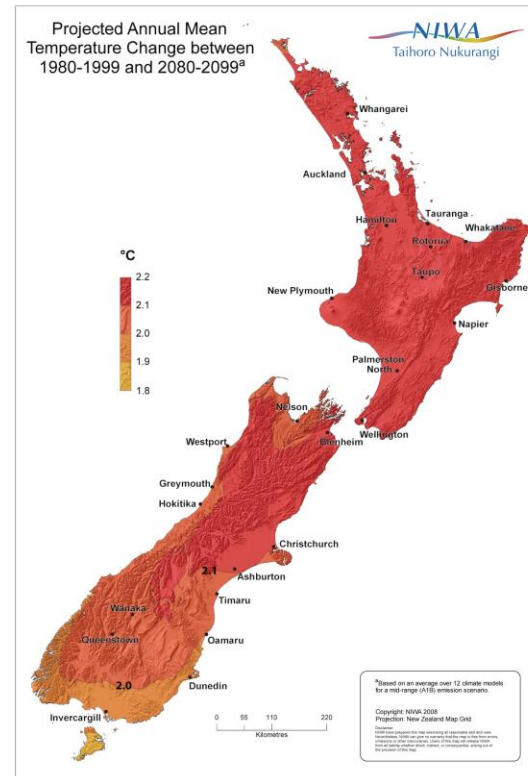 Projected Annual Mean
Temperature Change between
1980-1999 and 2080-2099ᵃ
NIWA
Taihoro Nukurangi
Whangarei
Auckland
Hamilton
Tauranga
Whakatane
Rotorua
Taupo
Gisborne
New Plymouth
Napier
Palmerston
North
Wellington
°C
2.2
2.1
2.0
1.9
1.8
Nelson
Blenheim
Westport
Greymouth
Hokitika
Christchurch
2.1
Ashburton
Timaru
Wanaka
Queenstown
Oamaru
2.0
Dunedin
Invercargill
0 55 110 220
Kilometres
ᵃBased on an average over 12 climate models
for a mid-range (A1B) emission scenario.
Copyright: NIWA 2008
Projection: New Zealand Map Grid
Disclaimer: